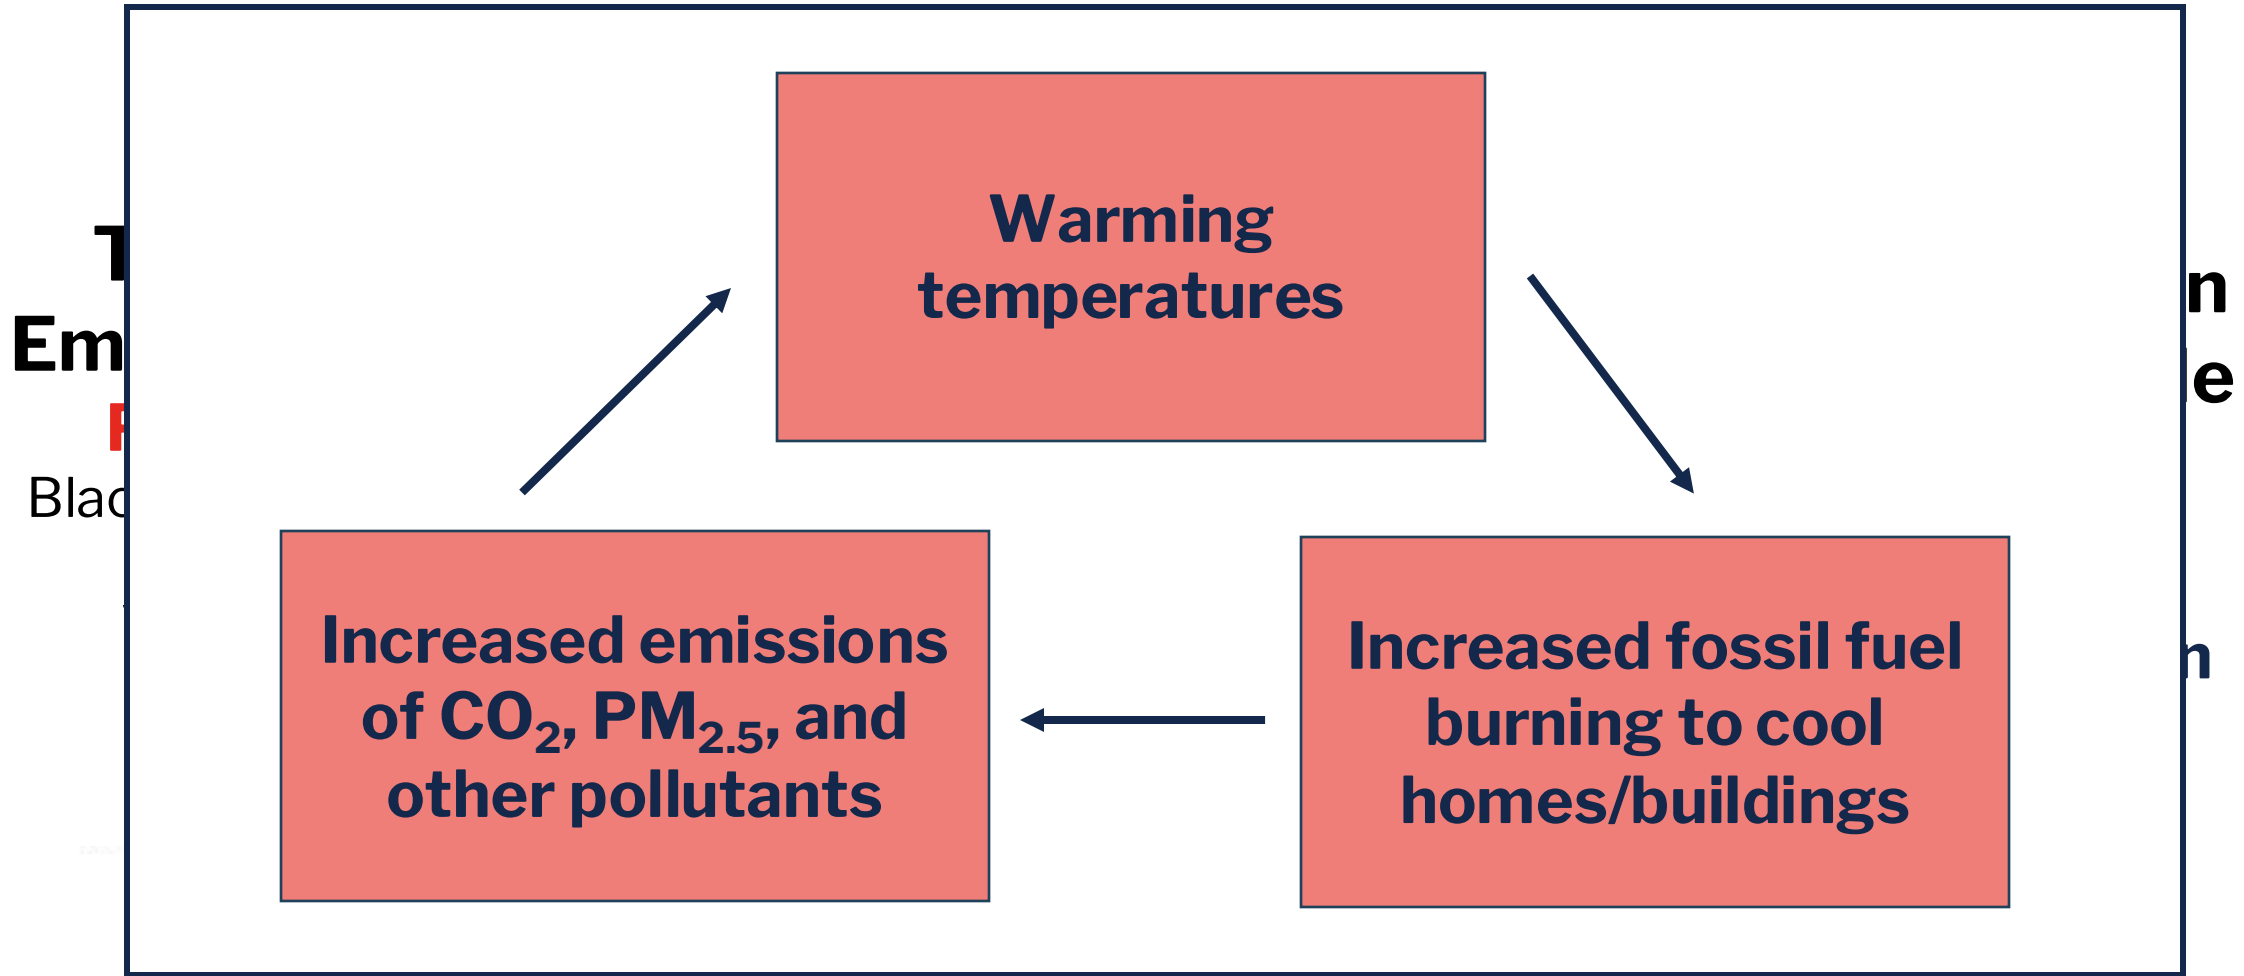 Warming
temperatures
Increased emissions
of CO₂, PM₂.₅, and
other pollutants
Increased fossil fuel
burning to cool
homes/buildings